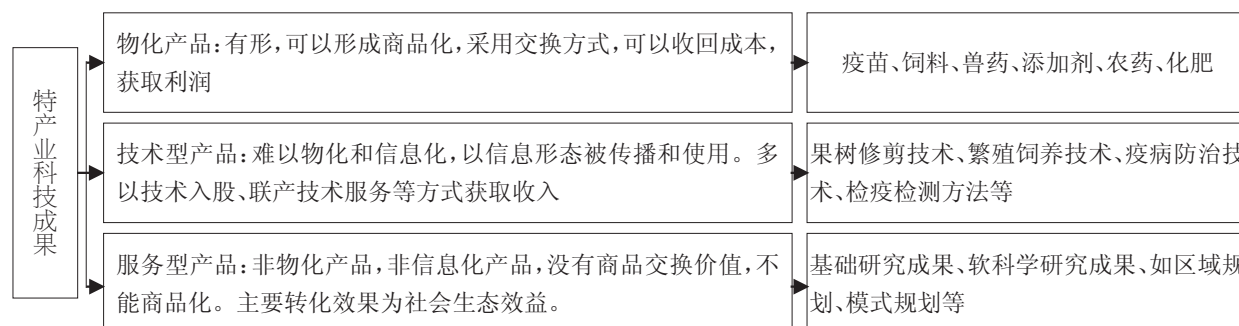 特产业科技成果
物化产品:有形,可以形成商品化,采用交换方式,可以收回成本,
获取利润
疫苗、饲料、兽药、添加剂、农药、化肥
技术型产品:难以物化和信息化,以信息形态被传播和使用。多
以技术入股、联产技术服务等方式获取收入
果树修剪技术、繁殖饲养技术、疫病防治技
术、检疫检测方法等
服务型产品:非物化产品,非信息化产品,没有商品交换价值,不
能商品化。主要转化效果为社会生态效益。
基础研究成果、软科学研究成果、如区域规
划、模式规划等